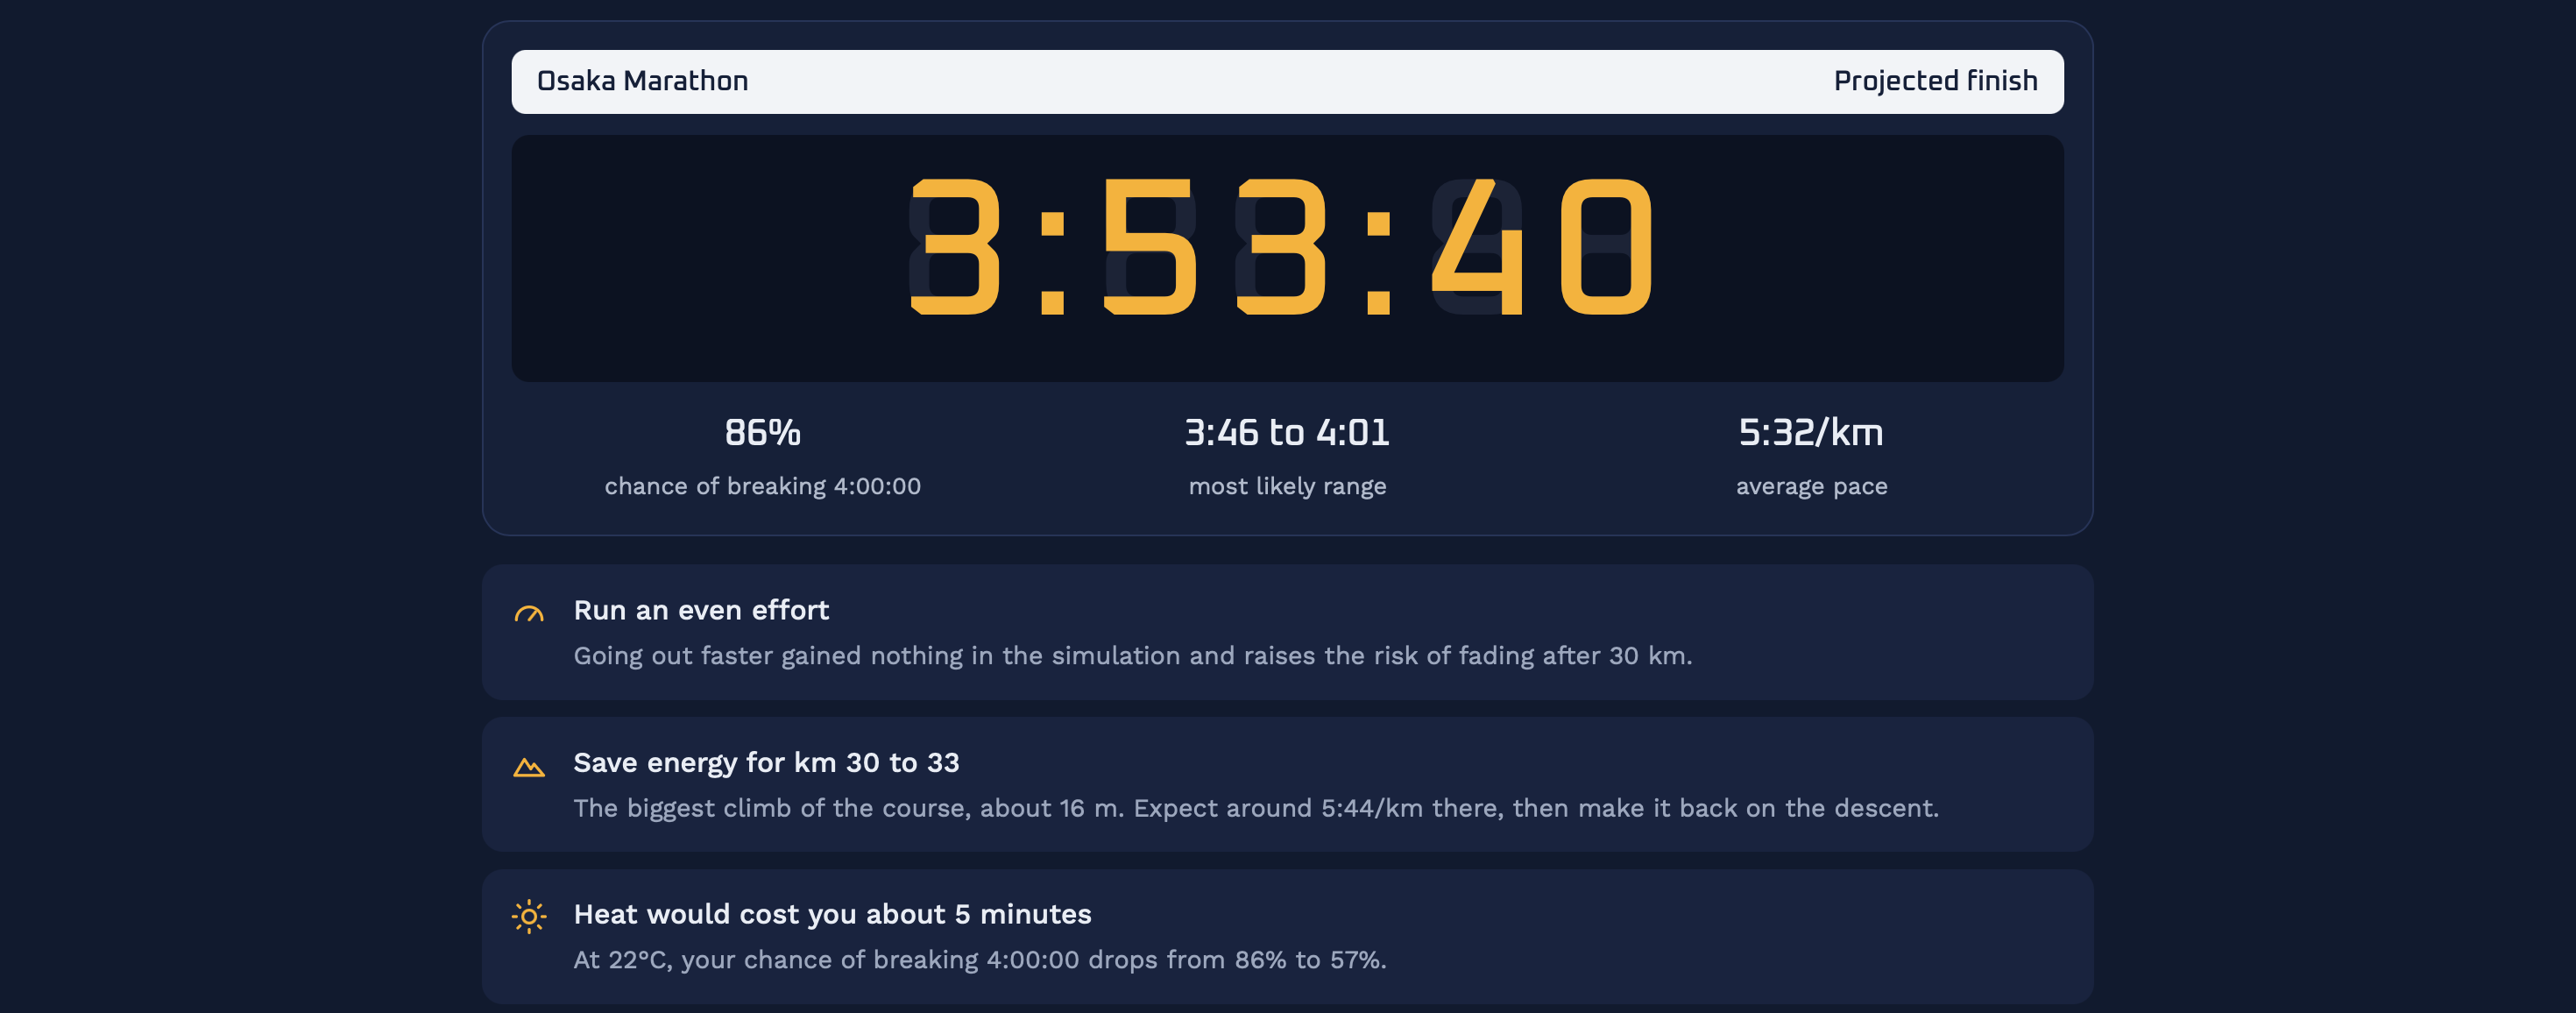 Osaka Marathon Projected finish
3:53:40
86% 3:46 to 4:01 5:32/km
chance of breaking 4:00:00 most likely range average pace
Run an even effort
Going out faster gained nothing in the simulation and raises the risk of fading after 30 km.
Save energy for km 30 to 33
The biggest climb of the course, about 16 m. Expect around 5:44/km there, then make it back on the descent.
Heat would cost you about 5 minutes
At 22°C, your chance of breaking 4:00:00 drops from 86% to 57%.